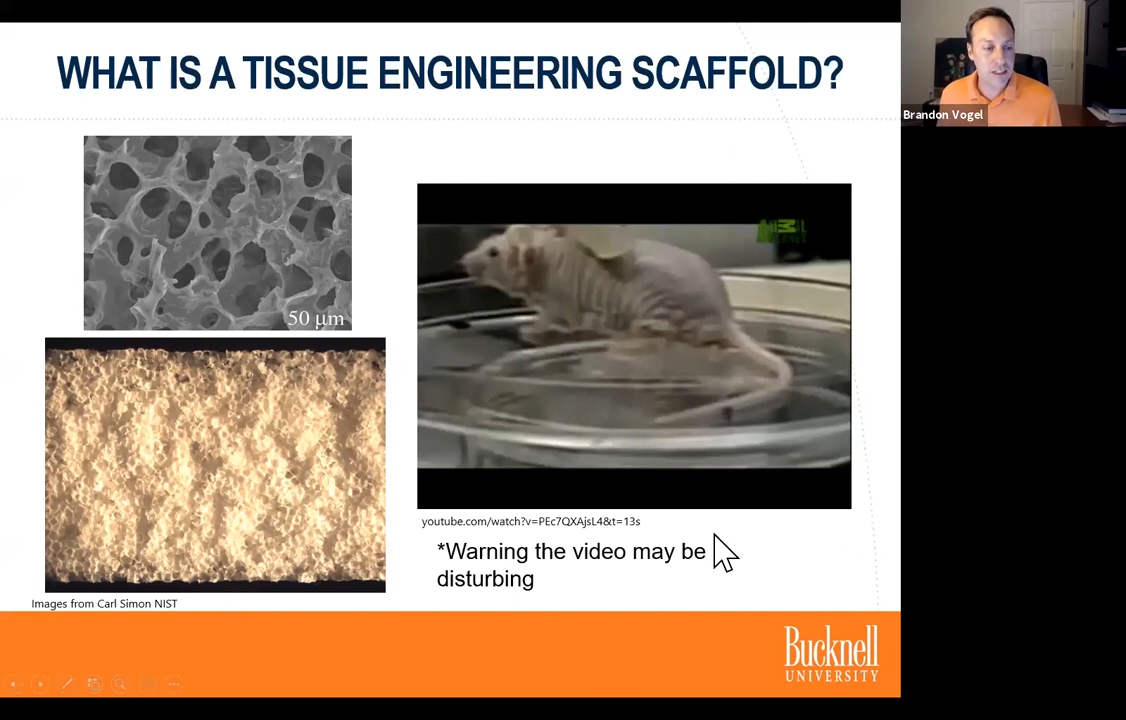 WHAT IS A TISSUE ENGINEERING SCAFFOLD?
Brandon Vogel
50 µm
youtube.com/watch?v=PEc7QXAjsL4&t=13s
*Warning the video may be
disturbing
Images from Carl Simon NIST
Bucknell
UNIVERSITY